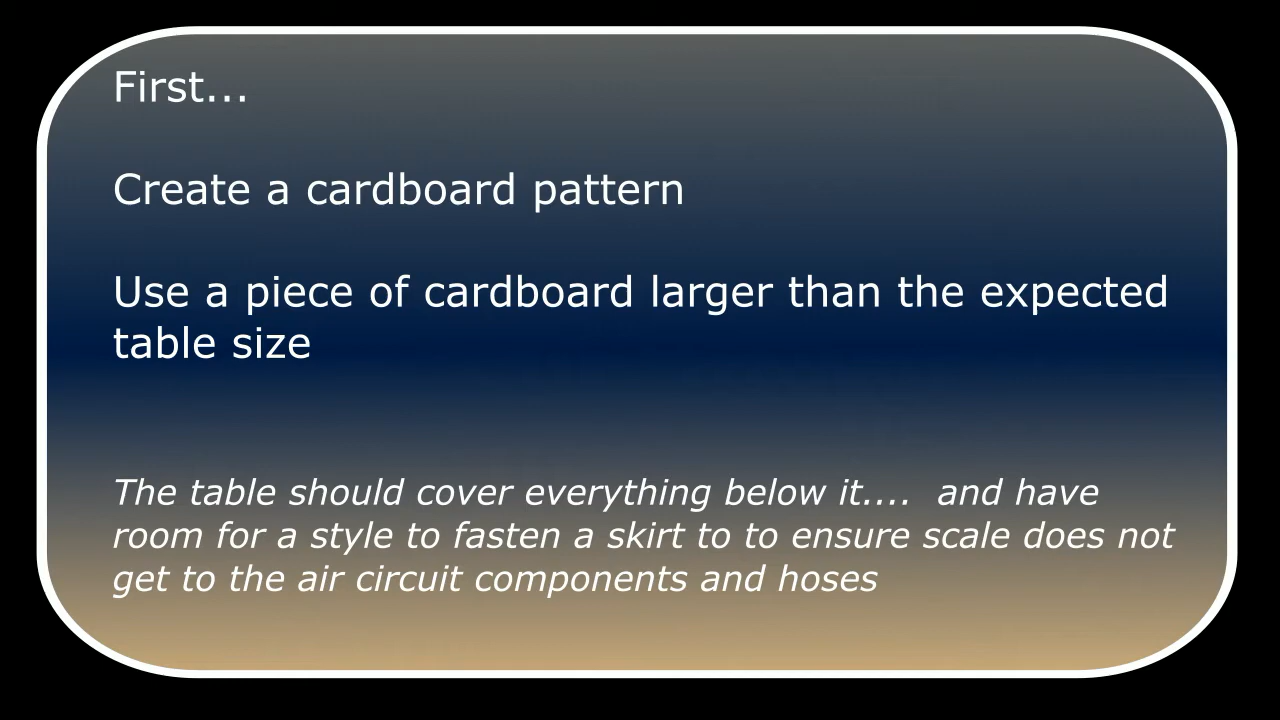 First...
Create a cardboard pattern
Use a piece of cardboard larger than the expected
table size
The table should cover everything below it....  and have
room for a style to fasten a skirt to to ensure scale does not
get to the air circuit components and hoses